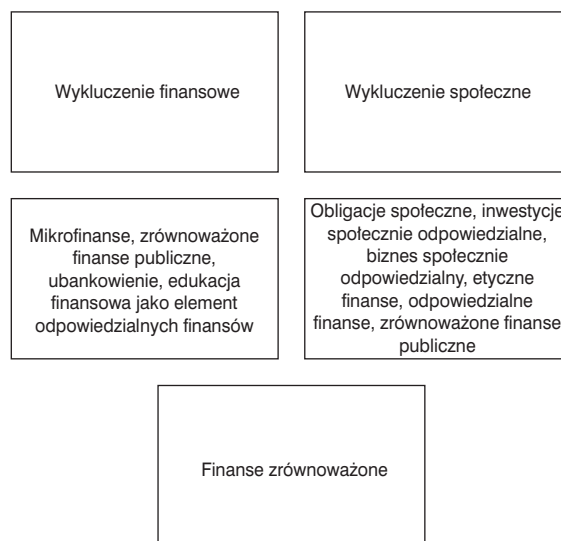 Wykluczenie finansowe
Wykluczenie społeczne
Mikrofinanse, zrównoważone
finanse publiczne,
ubankowienie, edukacja
finansowa jako element
odpowiedzialnych finansów
Obligacje społeczne, inwestycje
społecznie odpowiedzialne,
biznes społecznie
odpowiedzialny, etyczne
finanse, odpowiedzialne
finanse, zrównoważone finanse
publiczne
Finanse zrównoważone